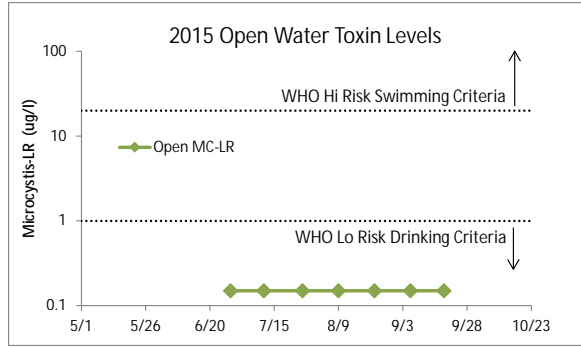 2015 Open Water Toxin Levels
100
WHO Hi Risk Swimming Criteria
10
Open MC-LR
Microcystis-LR (ug/l)
1
WHO Lo Risk Drinking Criteria
0.1
5/1 5/26 6/20 7/15 8/9 9/3 9/28 10/23